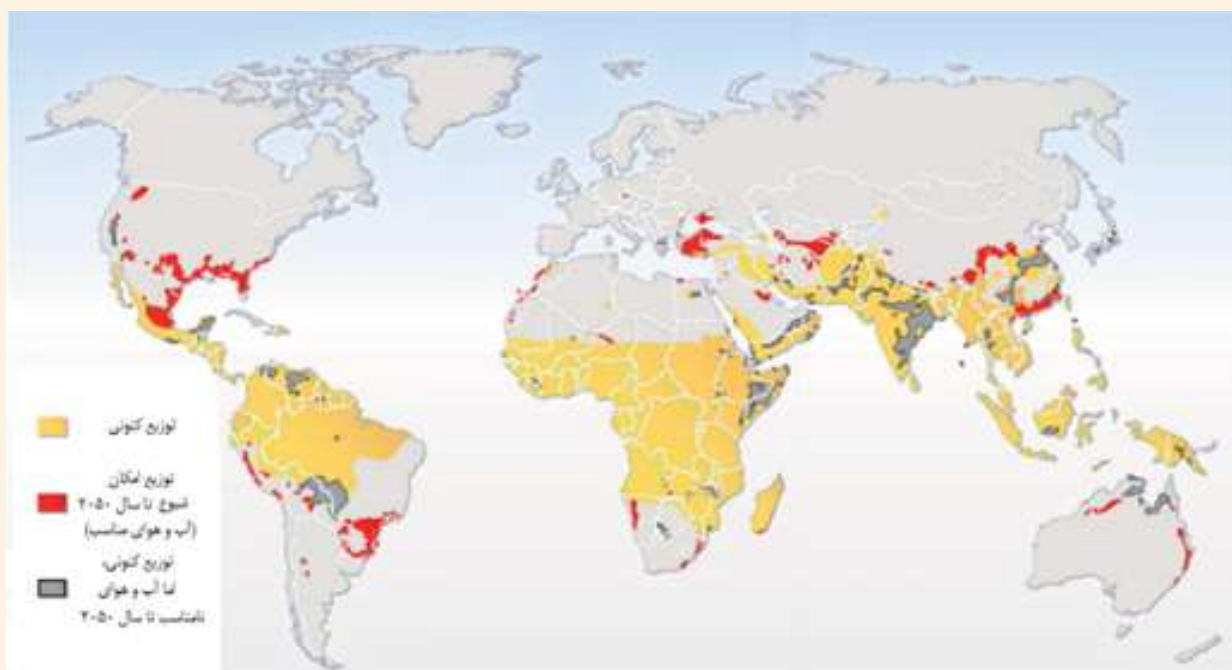 توزیع کنونی
توزیع امکان
شیوع تا سال ۲۰۵۰
(آب و هوای مناسب)
توزیع کنونی،
اما آب و هوای
نامناسب تا سال ۲۰۵۰